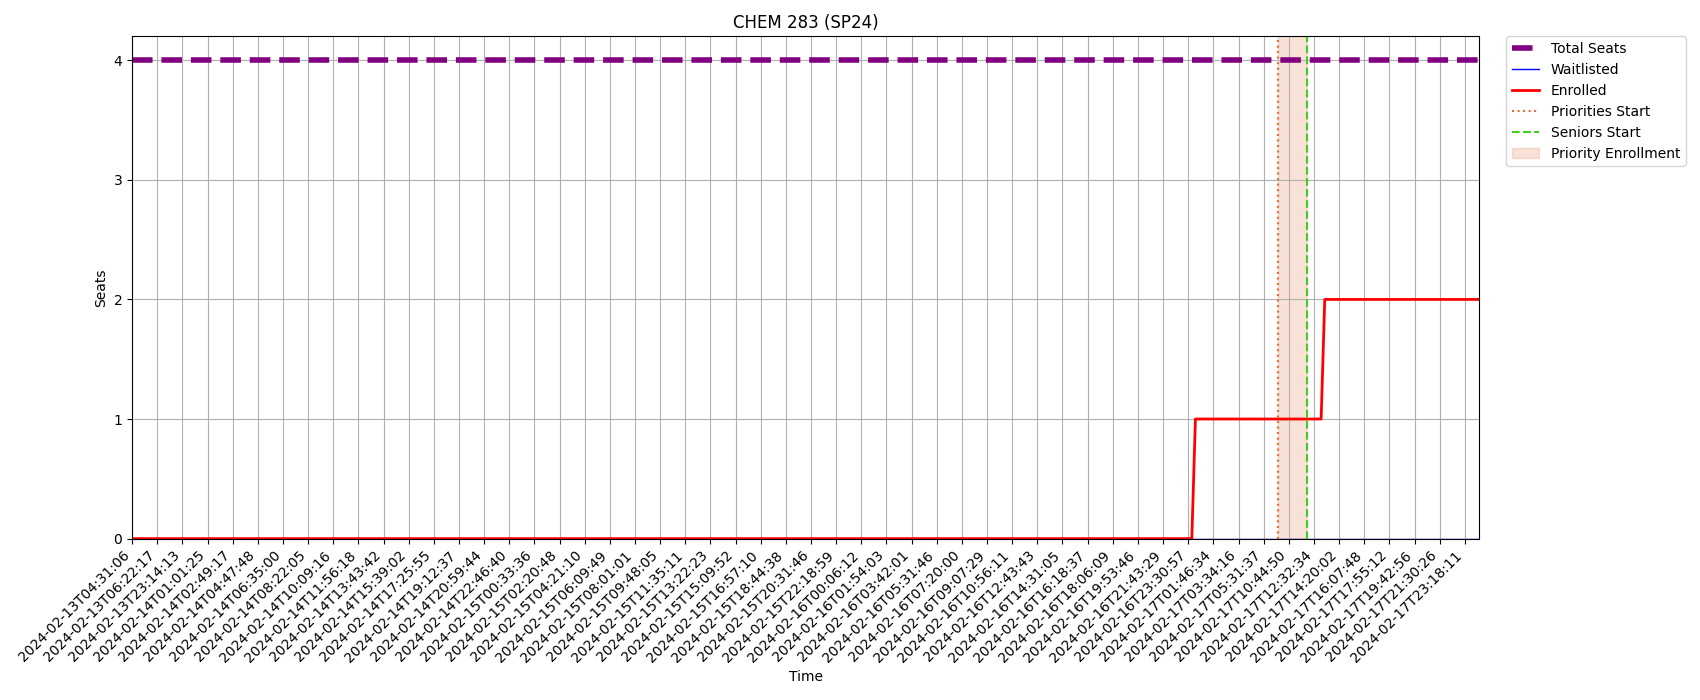 CHEM 283 (SP24)
Total Seats
Waitlisted
Enrolled
Priorities Start
Seniors Start
Priority Enrollment
Seats
4
3
2
1
0
2024-02-13T04:31:06
2024-02-13T06:22:17
2024-02-13T23:14:13
2024-02-14T01:01:25
2024-02-14T02:49:17
2024-02-14T04:47:48
2024-02-14T06:35:00
2024-02-14T08:22:05
2024-02-14T10:09:16
2024-02-14T11:56:18
2024-02-14T13:43:42
2024-02-14T15:39:02
2024-02-14T17:25:55
2024-02-14T19:12:37
2024-02-14T20:59:44
2024-02-14T22:46:40
2024-02-15T00:33:36
2024-02-15T02:20:48
2024-02-15T04:21:10
2024-02-15T06:09:49
2024-02-15T08:01:01
2024-02-15T09:48:05
2024-02-15T11:35:11
2024-02-15T13:22:23
2024-02-15T15:09:52
2024-02-15T16:57:10
2024-02-15T18:44:38
2024-02-15T20:31:46
2024-02-15T22:18:59
2024-02-16T00:06:12
2024-02-16T01:54:03
2024-02-16T03:42:01
2024-02-16T05:31:46
2024-02-16T07:20:00
2024-02-16T09:07:29
2024-02-16T10:56:11
2024-02-16T12:43:43
2024-02-16T14:31:05
2024-02-16T16:18:37
2024-02-16T18:06:09
2024-02-16T19:53:46
2024-02-16T21:43:29
2024-02-16T23:30:57
2024-02-17T01:46:34
2024-02-17T03:34:16
2024-02-17T05:31:37
2024-02-17T10:44:50
2024-02-17T12:32:34
2024-02-17T14:20:02
2024-02-17T16:07:48
2024-02-17T17:55:12
2024-02-17T19:42:56
2024-02-17T21:30:26
2024-02-17T23:18:11
Time